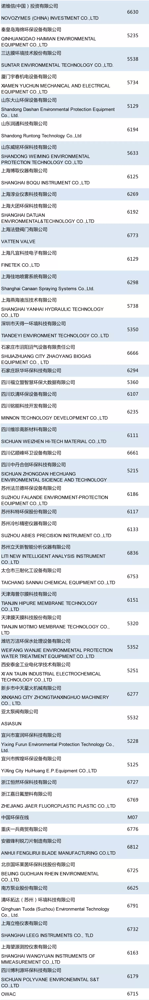 诺维信(中国）投资有限公司
6630
NOVOZYMES (CHINA) INVESTMENT CO.,LTD
秦皇岛海绵环保设备有限公司
5235
QINHUANGDAO HAIMIAN ENVIRONMENTAL
EQUIPMENT CO.,LTD
三达膜环境技术股份有限公司
5538
SUNTAR ENVIRONMENTAL TECHNOLOGY CO.,LTD.
厦门宇春机电设备有限公司
5734
XIAMEN YUCHUN MECHANICAL AND ELECTRICAL
EQUIPMENT CO.,LTD
山东大山环保设备有限公司
5129
Shandong Dashan Environmental Protection Equipment
Co., Ltd.
山东润通科技有限公司
6194
Shandong Runtong Technology Co.,Ltd
山东威铭环保科技有限公司
5633
SHANDONG WEIMING ENVIRONMENTAL
PROTECTION TECHNOLOGY CO.,LTD
上海博取仪器有限公司
6125
SHANGHAI BOQU INSTRUMENT CO.,LTD
上海淳业仪表科技有限公司
6269
上海大团环保科技有限公司
6192
SHANGHAI DATUAN
ENVIRONMENTAL&TECHNOLOGY CO.,LTD
上海法登阀门有限公司
6773
VATTEN VALVE
上海凡宜科技电子有限公司
6129
FINETEK CO.,LTD
上海佳地喷雾系统有限公司
6298
Shanghai Canaan Spraying Systems Co.,Ltd.
上海燕海液压技术有限公司
5738
SHANGHAI YANHAI HYDRAULIC TECHNOLOGY
CO.,LTD
深圳市天得一环境科技有限公司
5350
TIANDEYI ENVIRONMENT TECHNOLOGY CO..LTD
石家庄市沼阳沼气设备有限责任公司
6666
SHIJIAZHUANG CITY ZHAOYANG BIOGAS
EQUIPMENT CO., LTD
石家庄跃华环保科技有限公司
6294
四川福立盟智慧环保大数据有限公司
5360
四川玖清环保设备有限公司
6107
四川铭能科技开发有限公司
6235
MINNON TECHNOLOGY DEVELOPMENT CO.,LTD
四川维珍高新材料有限公司
6111
SICHUAN WEIZHEN HI-TECH MATERIAL CO.,LTD
四川亿顺峰环卫设备有限公司
6661
四川中丹合创环保科技有限公司
5215
SICHUAN ZHONGDAN HECHUANG
ENVIRONMENTAL SICIENCE AND TECHNOLOGY
苏州法兰德环保设备有限公司
6186
SUZHOU FALANDE ENVIRONMENT-PROTECTION
EOUIPMENT CO.,LTD
苏州科特环保股份有限公司
6117
苏州冷杉精密仪器有限公司
6133
SUZHOU ABIES PRECISION INSTRUMENT CO.,LTD
苏州立天新智能分析仪器有限公司
6836
LITI NEW INTELLIGENT ANALYSIS INSTRUMENT
CO.,LTD
太仓市三耐化工设备有限公司
6753
TAICHANG SANNAI CHEMICAL EQUIPMENT CO.,LTD
天津海普尔膜科技有限公司
6151
TIANJIN HIPURE MEMBRANE TECHNOLOGY
CO.,LTD
天津膜天膜科技股份有限公司
5320
TIANJIN MOTIMO MEMBRANE TECHNOLOGY CO.,
LTD
潍坊万洁环保水处理设备有限公司
5352
WEIFANG WANJIE ENVIRONMENTAL PROTECTION
WATER TREATMENT EQUIPMENT CO.,LTD
西安泰金工业电化学技术有限公司
5251
XI´AN TAIJIN INDUSTRIAL ELECTROCHEMICAL
TECHNOLOGY CO.,LTD
新乡市中天星火机械有限公司
6277
XINXIANG CITY ZHONGTIANXINGHUO MACHINERY
CO., LTD.
亚太泵阀有限公司
5532
ASIASUN
宜兴市富润环保科技有限公司
5228
Yixing Furun Environmental Protection Technology Co.,
Ltd.
宜兴市辉煌环保设备有限公司
5125
YiXing City HuiHuang E.P.Equipment CO.,LTD
浙江恒然环保科技有限公司
6727
浙江嘉日氟塑料有限公司
6769
ZHEJIANG JIAER FLUORCPLASTIC PLASTIC CO.,LTD
中国环保在线
M07
重庆一兵商贸有限公司
6776
安徽锋利锐刀片制造有限公司
6812
ANHUI FENGLIRUI BLADE MANUFACTURING CO.LTD
北京国环莱茵环保科技股份有限公司
6725
BEIJING GUOHUAN RHEIN ENVIRONMENTAL
CO.,LTD.
南方泵业股份有限公司
6625
清环拓达（苏州）环境科技有限公司
6791
Qinghuan Tuoda (Suzhou) Environmental Technology
Co., Ltd.
上海立格仪表有限公司
6732
SHANGHAI LEEG INSTRUMENTS CO., TLD
上海望源测控仪表有限公司
6163
SHANGHAI WANGYUAN INSTRUMENTS OF
MMEASUREMENT CO.,LTD
四川博利源环保科技有限公司
6179
SICHUAN POLYVANE ENVIRONEMNTAL S&T
CO.,LTD
OWAC
6715